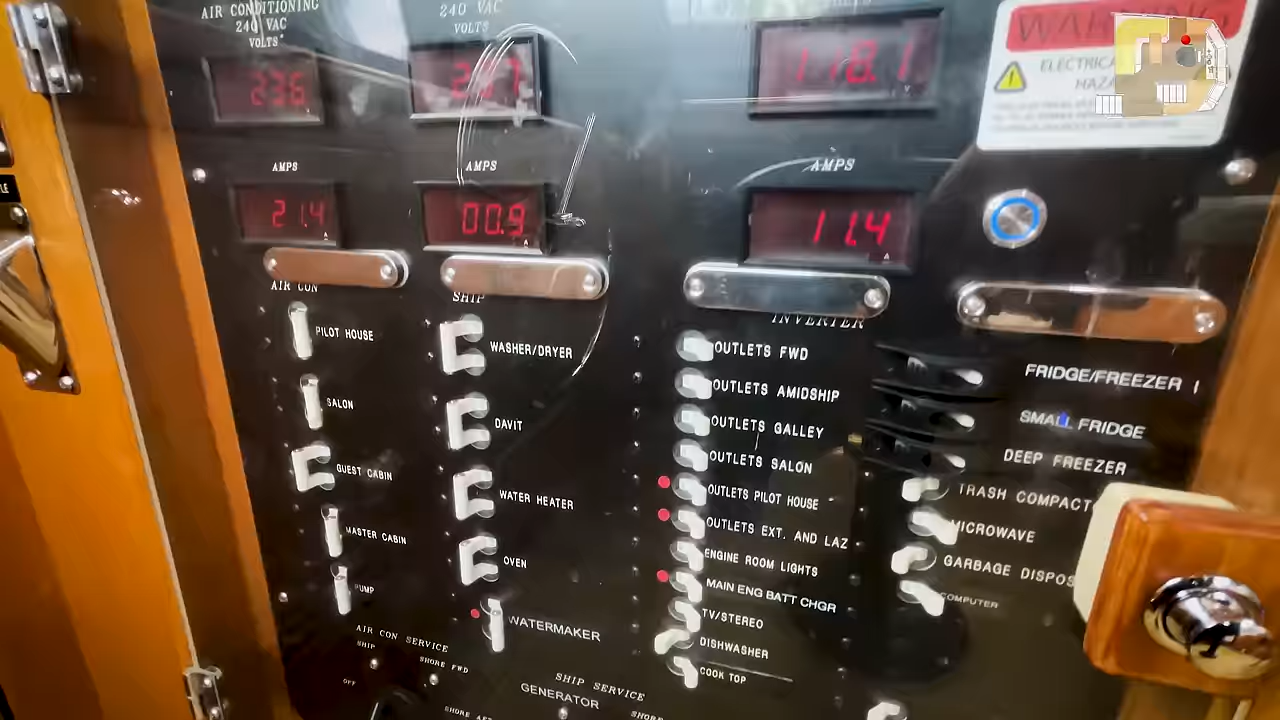 AIR CONDITIONING
240 VAC
VOLTS
236
AMPS
21.4
AIR CON
PILOT HOUSE
SALON
GUEST CABIN
MASTER CABIN
PUMP
AIR CON SERVICE
SHIP
SHORE FWD
OFF
240 VAC
VOLTS
AMPS
00.9
SHIP
WASHER/DRYER
DAVIT
WATER HEATER
OVEN
WATERMAKER
SHIP SERVICE
GENERATOR
118.1
AMPS
11.4
INVERTER
OUTLETS FWD
OUTLETS AMIDSHIP
OUTLETS GALLEY
OUTLETS SALON
OUTLETS PILOT HOUSE
OUTLETS EXT. AND LAZ
ENGINE ROOM LIGHTS
MAIN ENG BATT CHGR
TV/STEREO
DISHWASHER
COOK TOP
WARNING
ELECTRICAL
FRIDGE/FREEZER
SMALL FRIDGE
DEEP FREEZER
TRASH COMPACT
MICROWAVE
GARBAGE DISPOS
COMPUTER